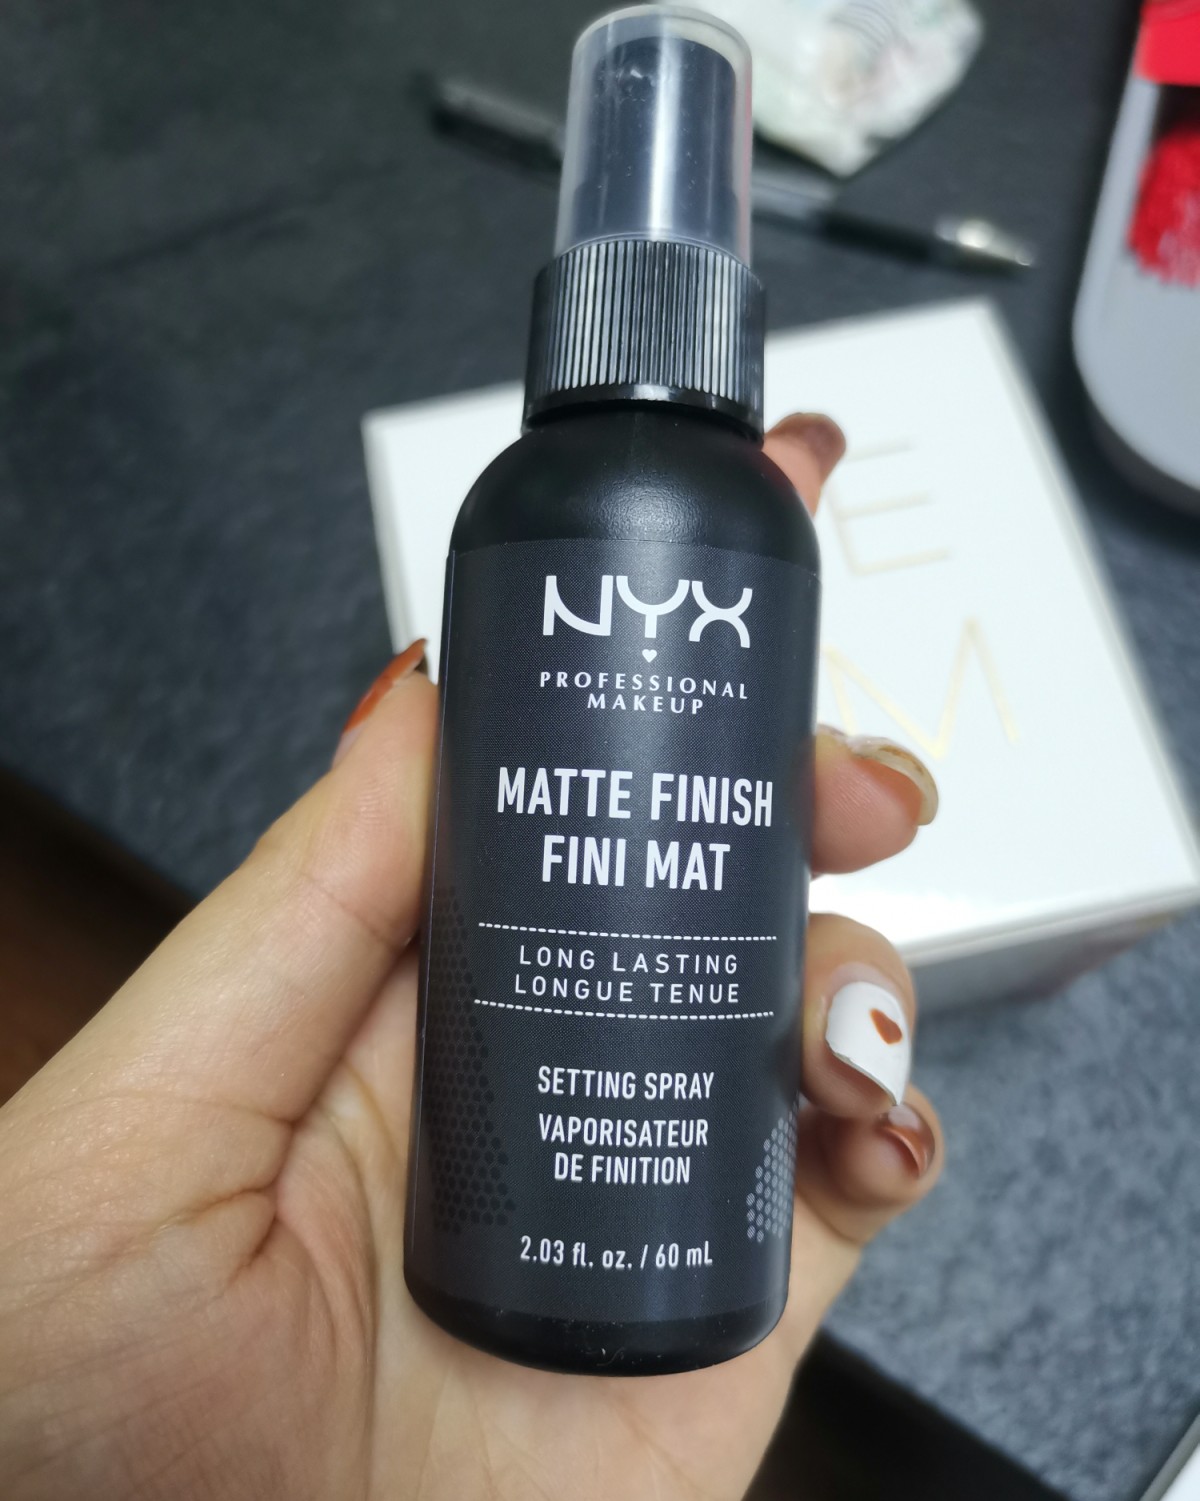 NYX
PROFESSIONAL
MAKEUP
MATTE FINISH
FINI MAT
LONG LASTING
LONGUE TENUE
SETTING SPRAY
VAPORISATEUR
DE FINITION
2.03 fl. oz. / 60 mL
E
M